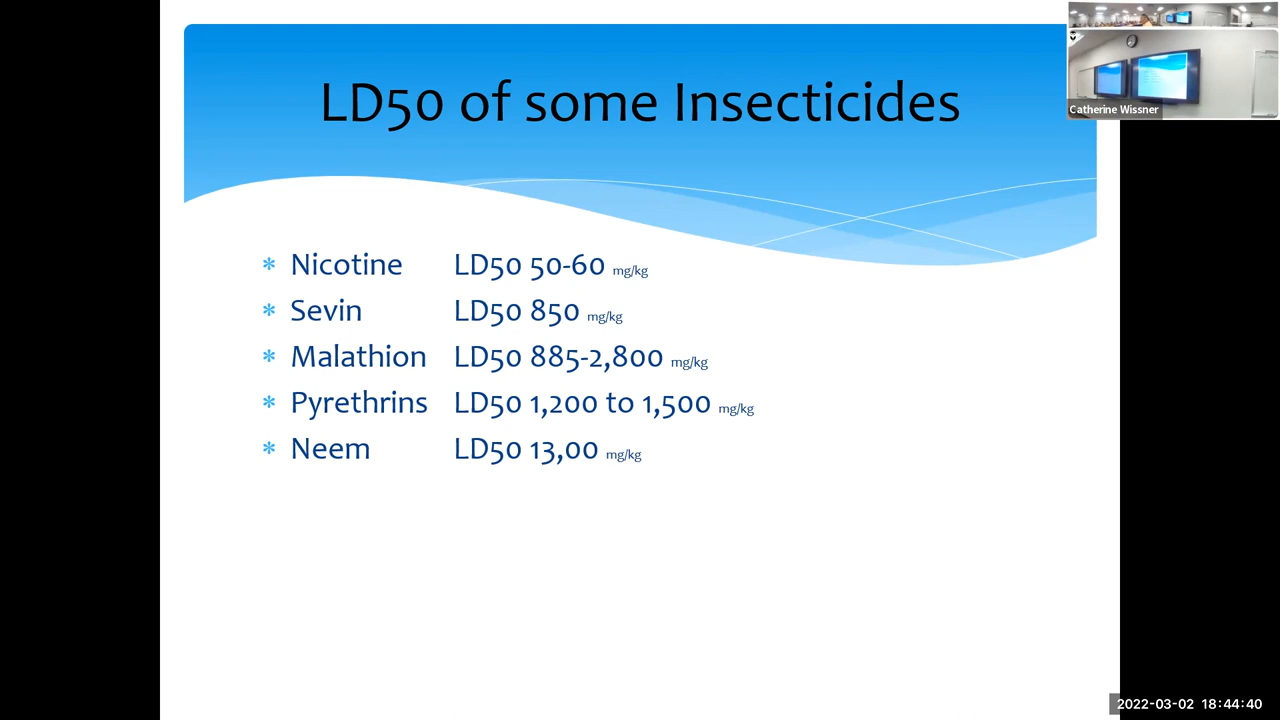 LD50 of some Insecticides
Catherine Wissner
* Nicotine LD50 50-60 mg/kg
* Sevin LD50 850 mg/kg
* Malathion LD50 885-2,800 mg/kg
* Pyrethrins LD50 1,200 to 1,500 mg/kg
* Neem LD50 13,00 mg/kg
2022-03-02 18:44:40